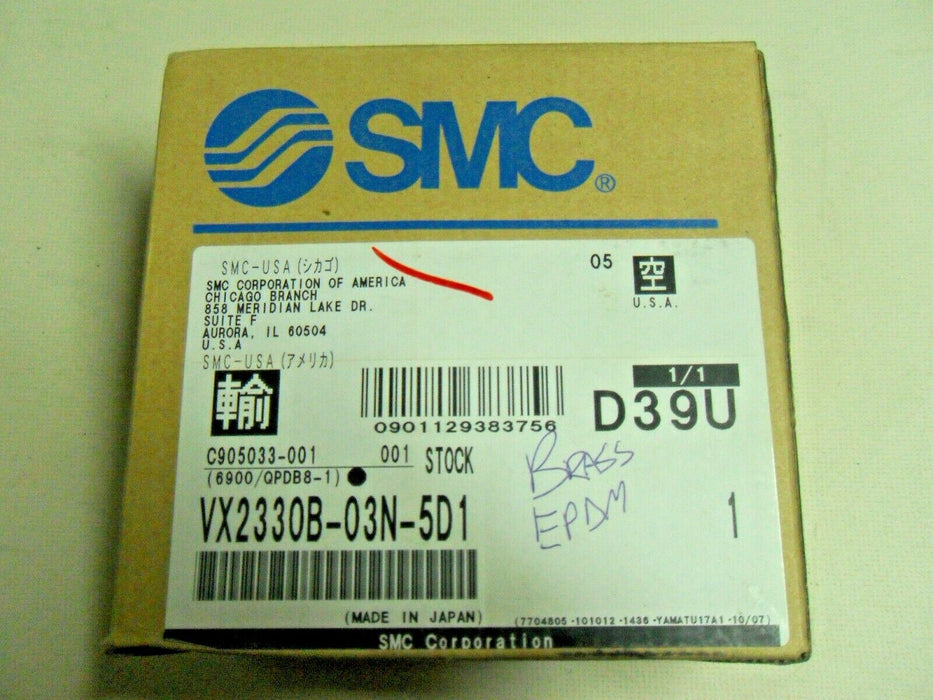 SMC®
SMC-USA (シカゴ)
SMC CORPORATION OF AMERICA
CHICAGO BRANCH
858 MERIDIAN LAKE DR.
SUITE F
AURORA, IL 60504
U.S.A
SMC-USA (アメリカ)
05
空
U.S.A.
輸
0901129383756
1/1
D39U
C905033-001 001 STOCK
(6900/QPDB8-1)
BRASS
EPDM
VX2330B-03N-5D1
1
(MADE IN JAPAN)
(7704805-101012-1436-YAMATU17A1-10/07)
SMC Corporation